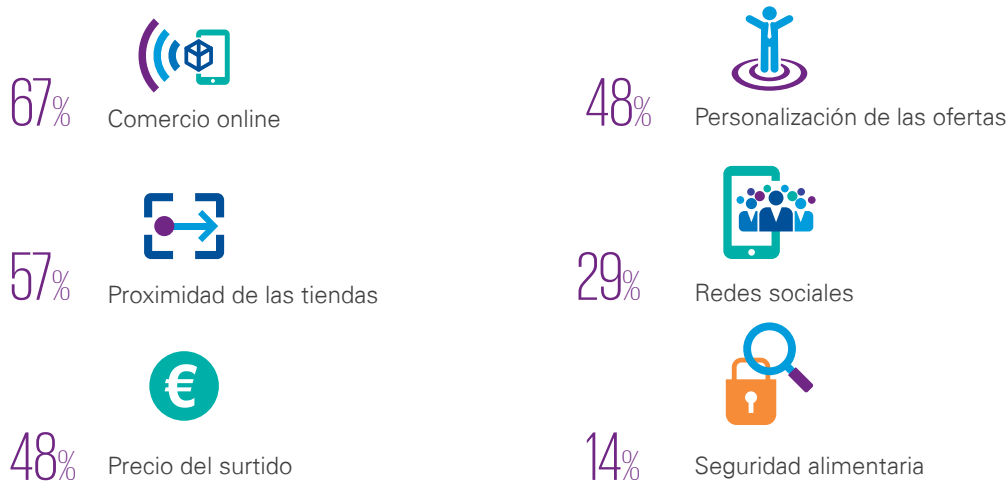 67%
Comercio online
57%
Proximidad de las tiendas
€
48%
Precio del surtido
48%
Personalización de las ofertas
29%
Redes sociales
14%
Seguridad alimentaria